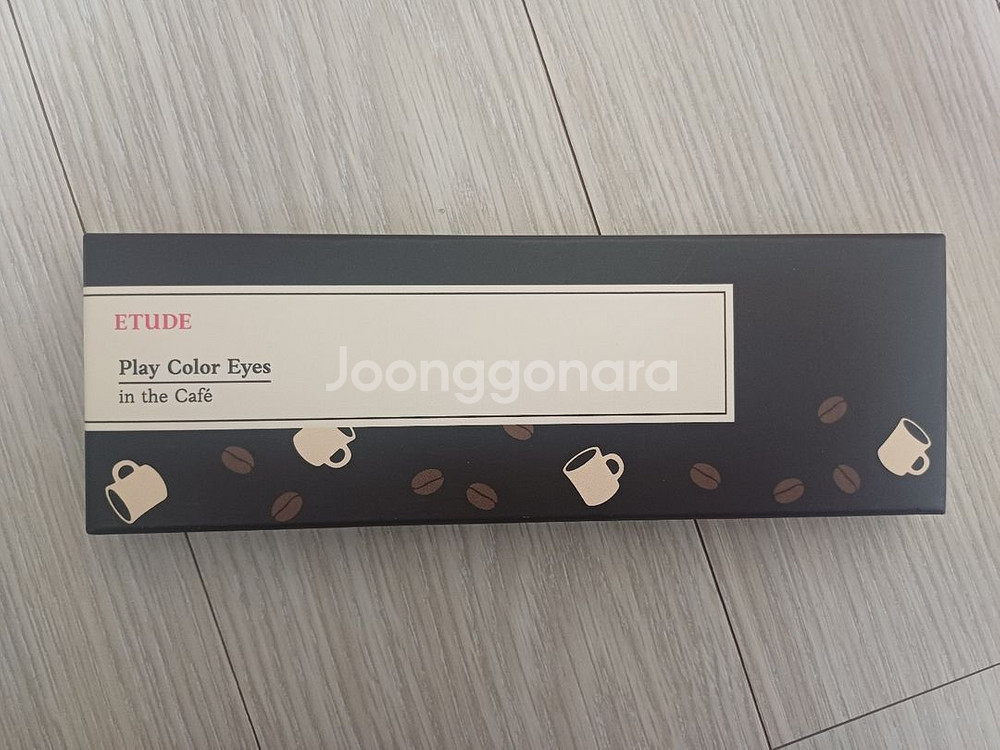 ETUDE
Play Color Eyes
in the Café
Joonggonara